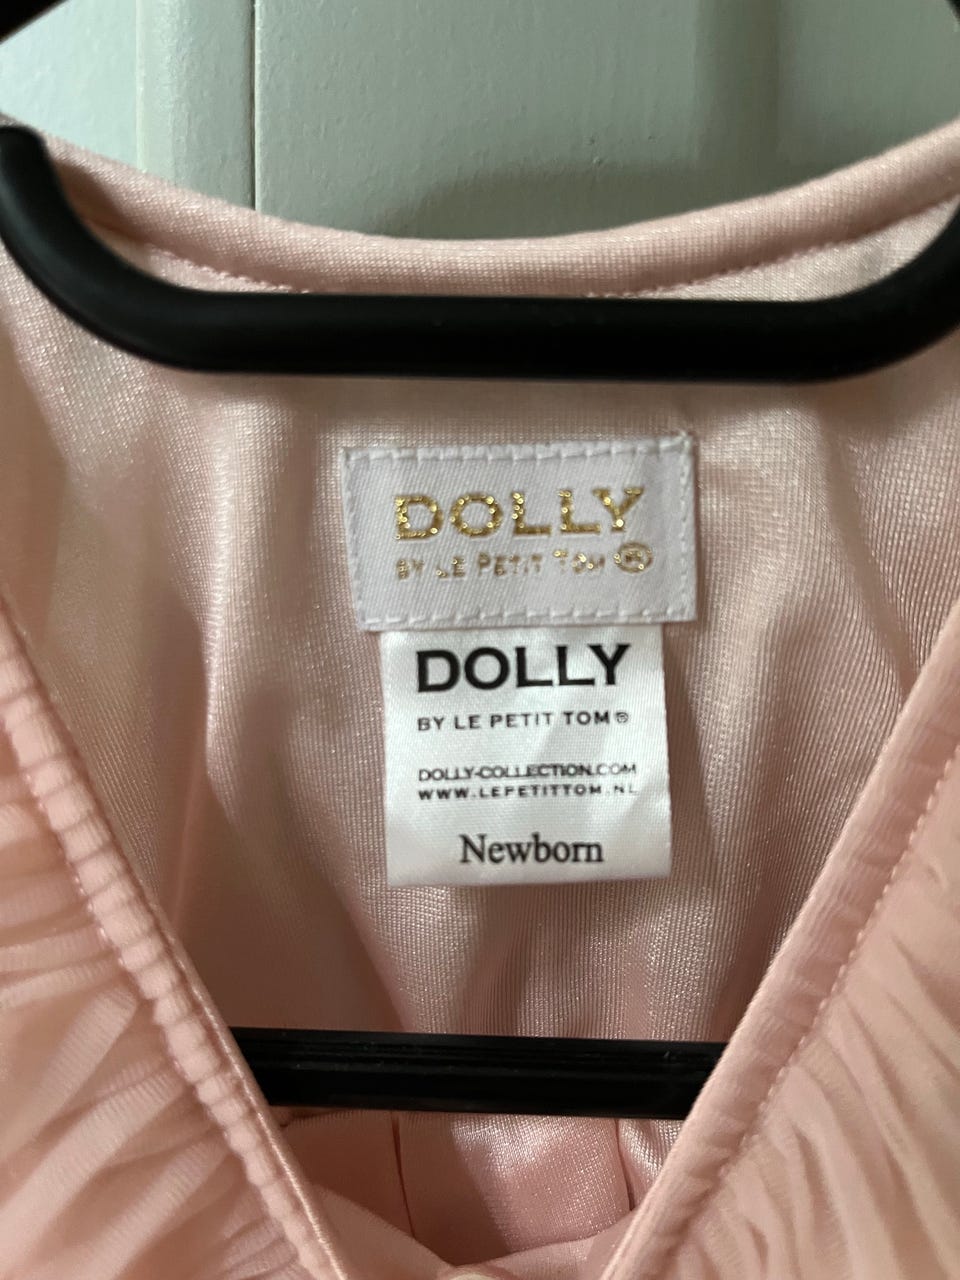 DOLLY
BY LE PETIT TOM®
DOLLY
BY LE PETIT TOM®
DOLLY-COLLECTION.COM
WWW.LEPETITTOM.NL
Newborn